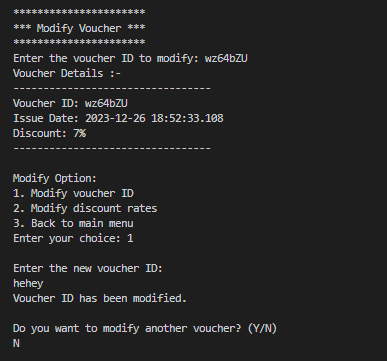 **********************
*** Modify Voucher ***
**********************
Enter the voucher ID to modify: wz64bZU
Voucher Details :-
---------------------------------
Voucher ID: wz64bZU
Issue Date: 2023-12-26 18:52:33.108
Discount: 7%
---------------------------------
Modify Option:
1. Modify voucher ID
2. Modify discount rates
3. Back to main menu
Enter your choice: 1
Enter the new voucher ID:
hehey
Voucher ID has been modified.
Do you want to modify another voucher? (Y/N)
N